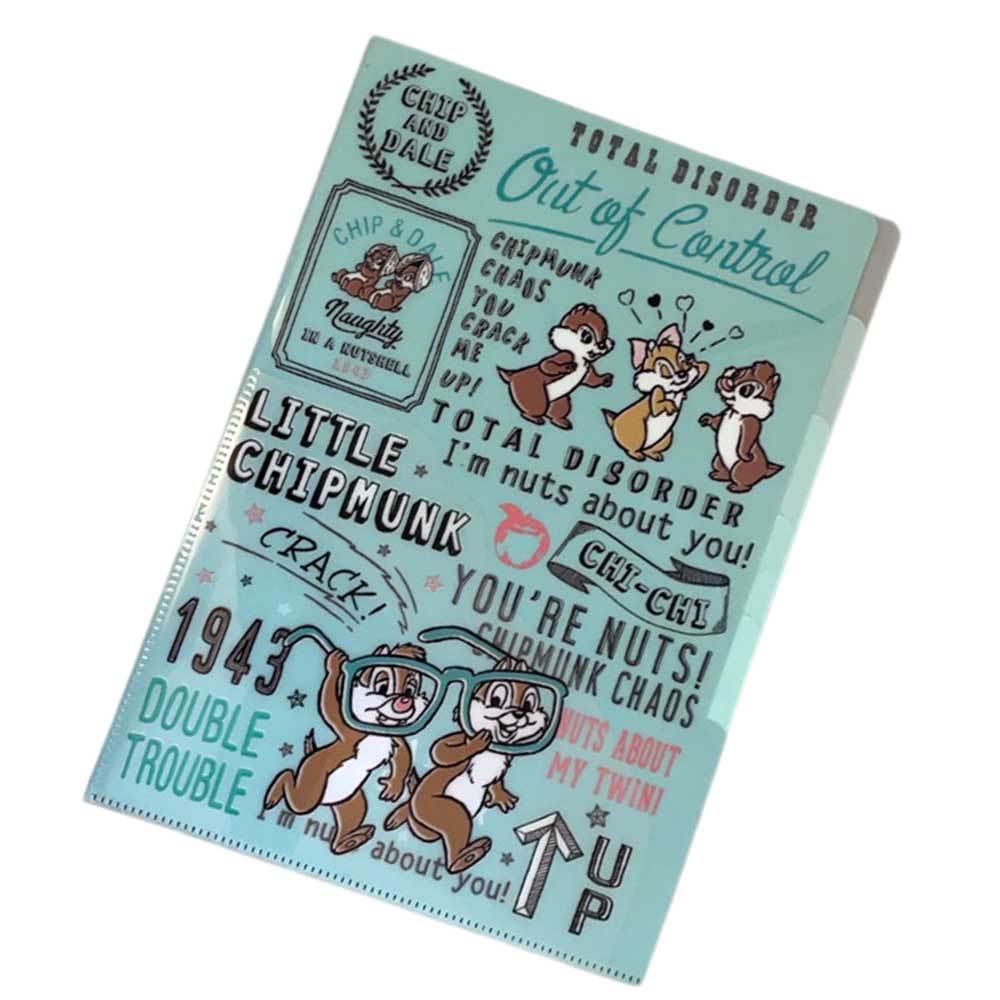 CHIP
AND
DALE
TOTAL DISORDER
Out of Control
CHIP & DALE
Naughty
IN A NUTSHELL
1943
CHIPMUNK
CHAOS
YOU
CRACK
ME
UP!
TOTAL DISORDER
I'm nuts about you!
LITTLE
CHIPMUNK
CRACK!
CHI-CHI
YOU'RE NUTS!
CHIPMUNK CHAOS
1943
DOUBLE
TROUBLE
NUTS ABOUT
MY TWIN!
I'm nu about you!
UP